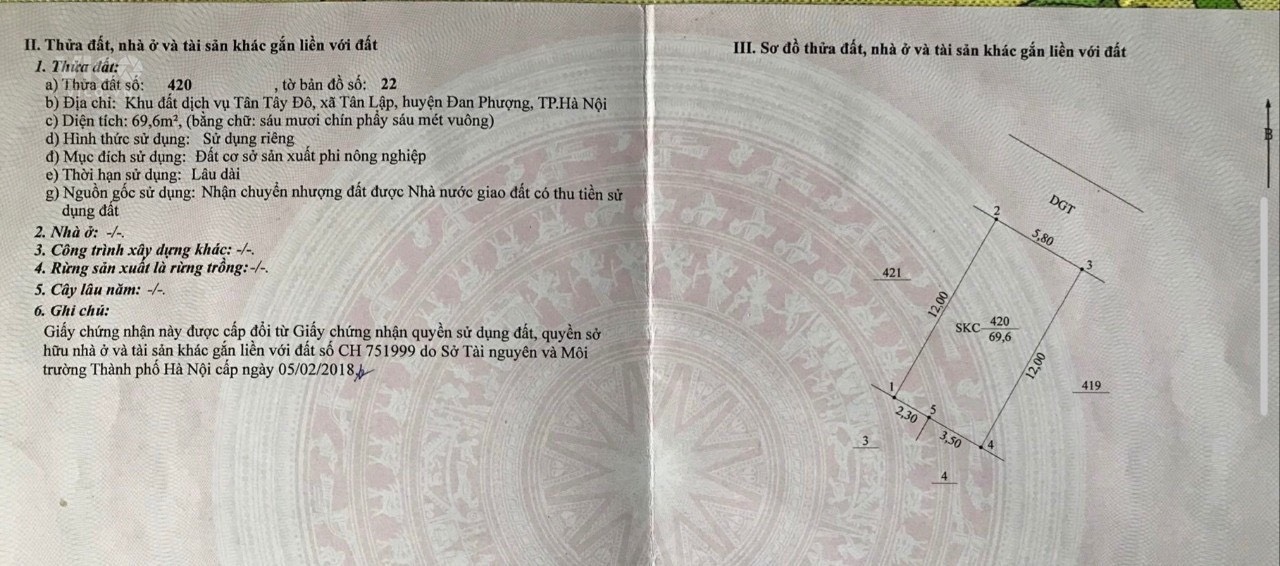 II. Thửa đất, nhà ở và tài sản khác gắn liền với đất
1. Thửa đất:
a) Thửa đất số: 420 , tờ bản đồ số: 22
b) Địa chỉ: Khu đất dịch vụ Tân Tây Đô, xã Tân Lập, huyện Đan Phượng, TP.Hà Nội
c) Diện tích: 69,6m², (bằng chữ: sáu mươi chín phẩy sáu mét vuông)
d) Hình thức sử dụng: Sử dụng riêng
đ) Mục đích sử dụng: Đất cơ sở sản xuất phi nông nghiệp
e) Thời hạn sử dụng: Lâu dài
g) Nguồn gốc sử dụng: Nhận chuyển nhượng đất được Nhà nước giao đất có thu tiền sử
dụng đất
2. Nhà ở: -/-.
3. Công trình xây dựng khác: -/-.
4. Rừng sản xuất là rừng trồng: -/-.
5. Cây lâu năm: -/-.
6. Ghi chú:
Giấy chứng nhận này được cấp đổi từ Giấy chứng nhận quyền sử dụng đất, quyền sở
hữu nhà ở và tài sản khác gắn liền với đất số CH 751999 do Sở Tài nguyên và Môi
trường Thành phố Hà Nội cấp ngày 05/02/2018
III. Sơ đồ thửa đất, nhà ở và tài sản khác gắn liền với đất
B
DGT
2
5,80
3
421
12,00
SKC 420
69,6
12,00
419
1
2,30
5
3,50
4
3
4